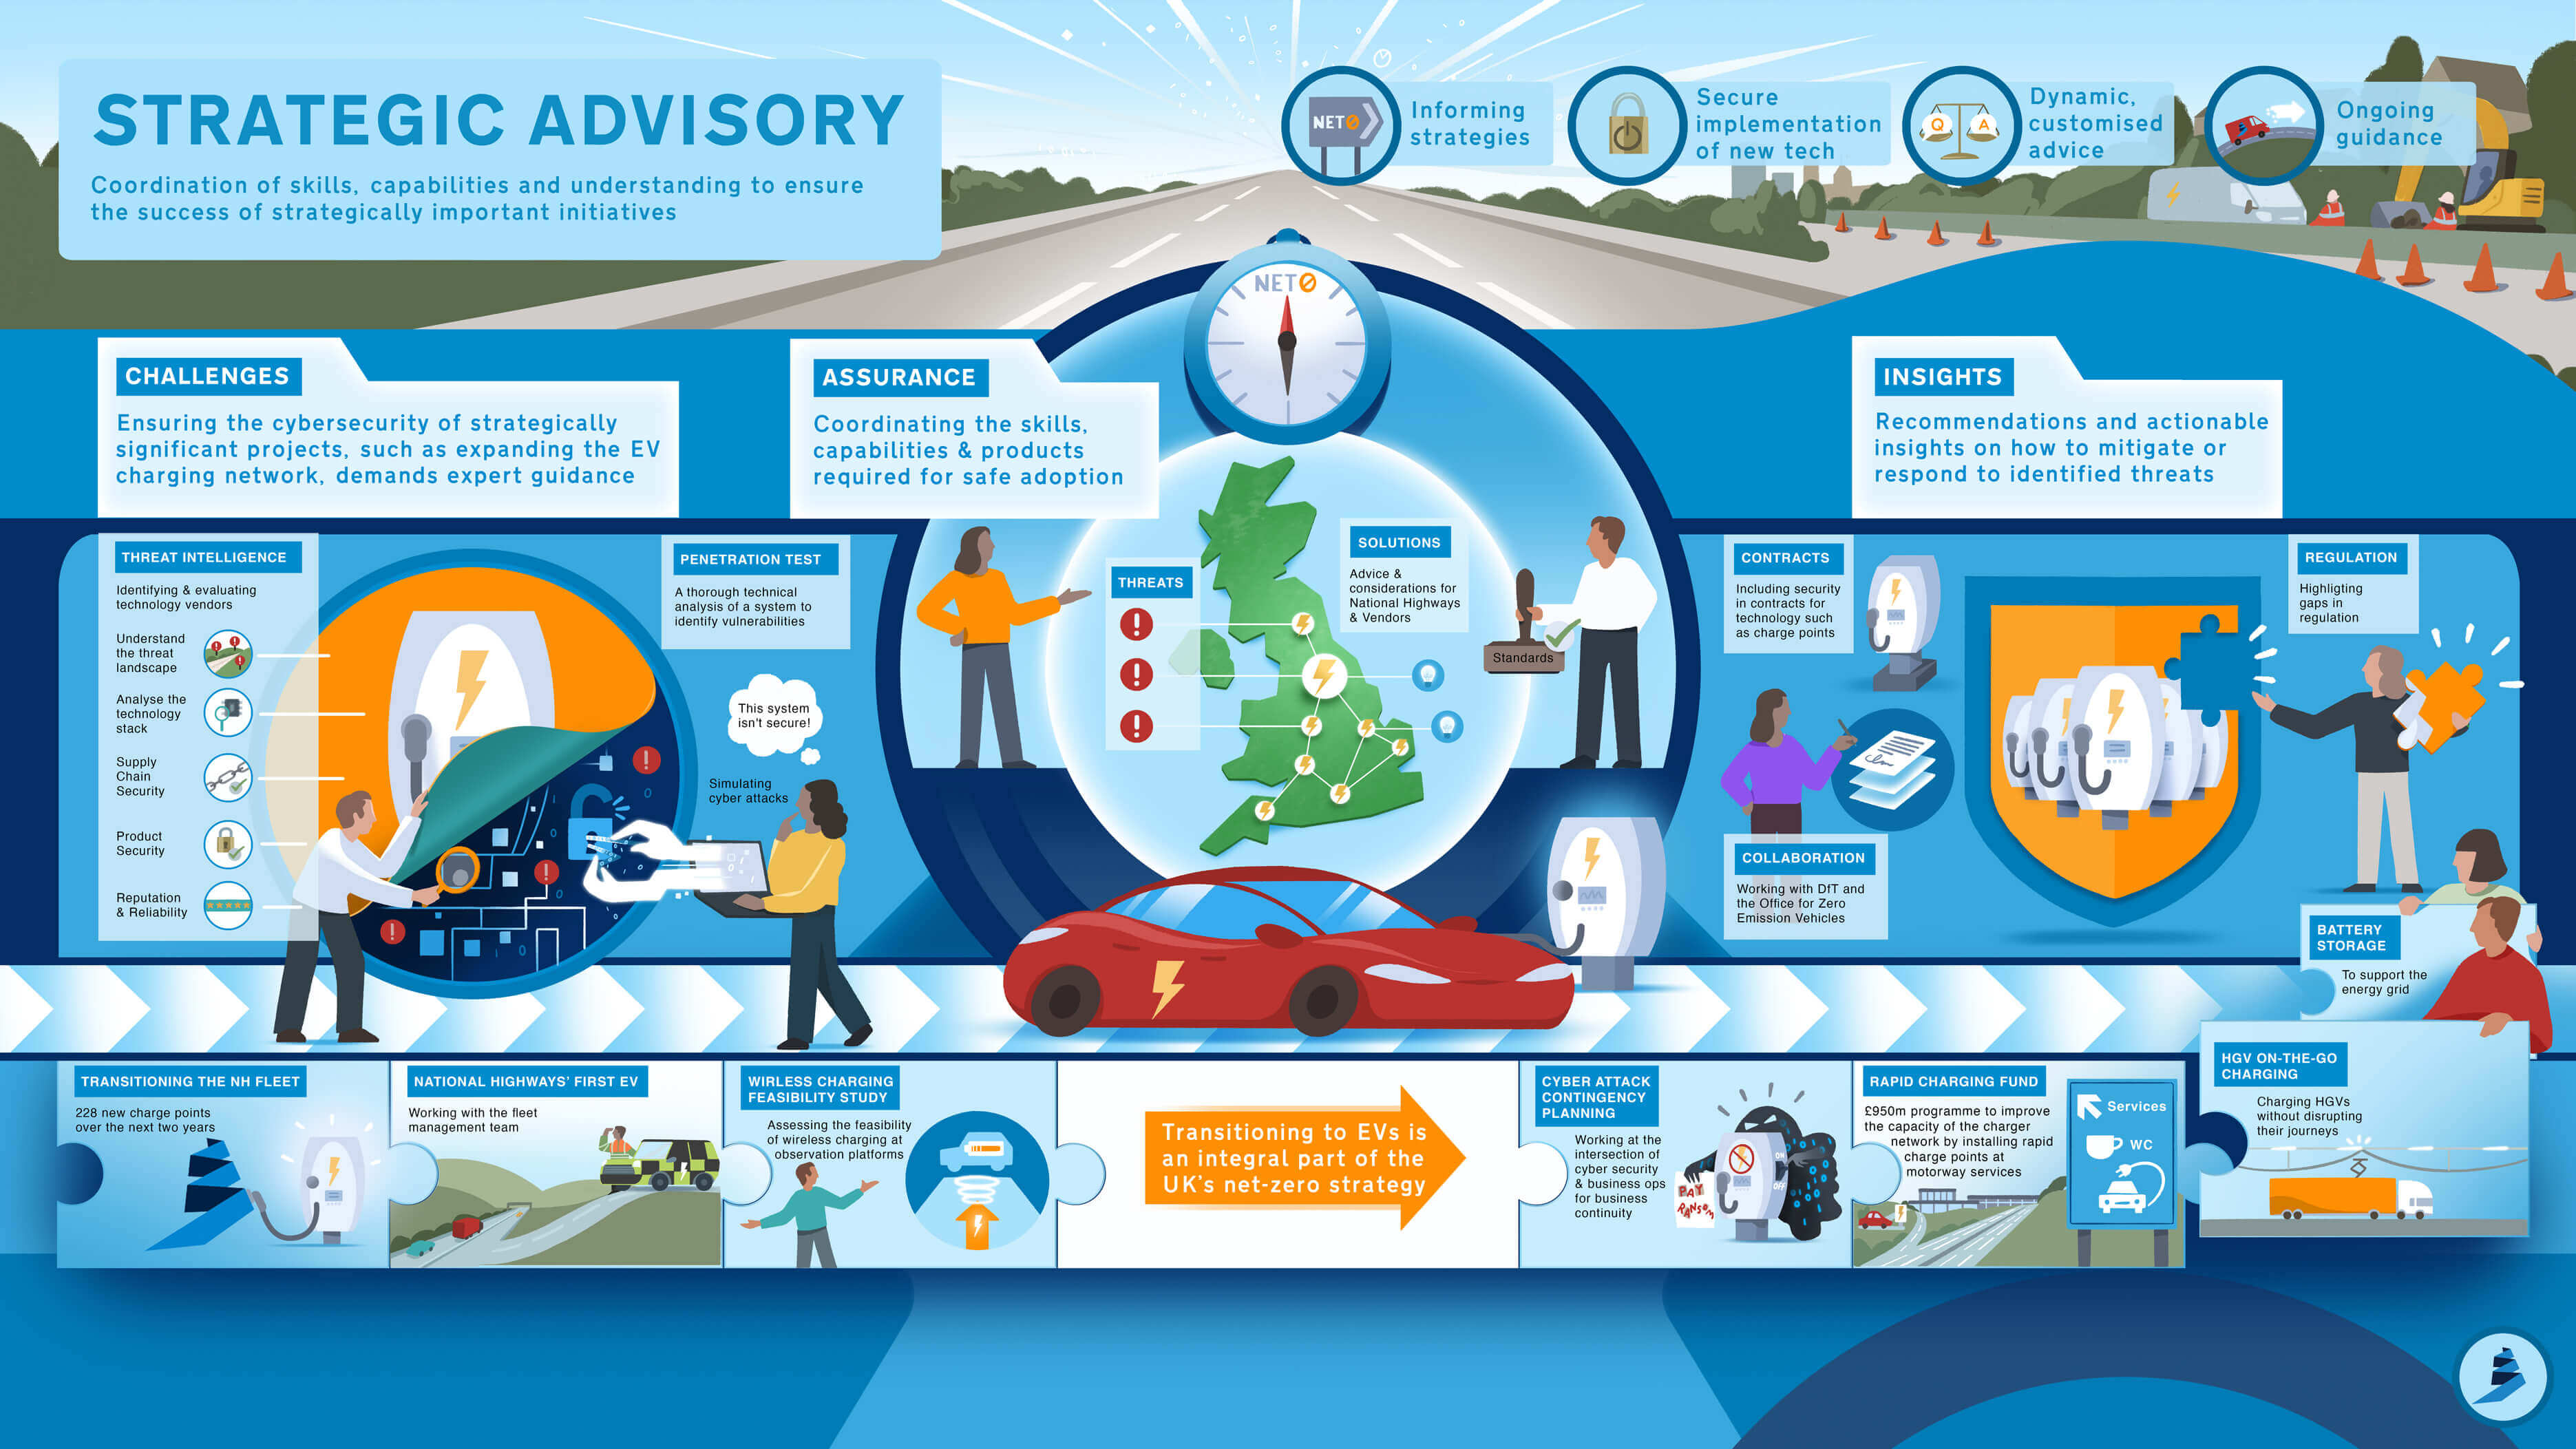 STRATEGIC ADVISORY
Coordination of skills, capabilities and understanding to ensure
the success of strategically important initiatives
NET0
Informing
strategies
Secure
implementation
of new tech
Q A
Dynamic,
customised
advice
Ongoing
guidance
NET0
CHALLENGES
Ensuring the cybersecurity of strategically
significant projects, such as expanding the EV
charging network, demands expert guidance
ASSURANCE
Coordinating the skills,
capabilities & products
required for safe adoption
INSIGHTS
Recommendations and actionable
insights on how to mitigate or
respond to identified threats
THREAT INTELLIGENCE
Identifying & evaluating
technology vendors
Understand
the threat
landscape
Analyse the
technology
stack
Supply
Chain
Security
Product
Security
Reputation
& Reliability
PENETRATION TEST
A thorough technical
analysis of a system to
identify vulnerabilities
This system
isn't secure!
Simulating
cyber attacks
THREATS
SOLUTIONS
Advice &
considerations for
National Highways
& Vendors
Standards
CONTRACTS
Including security
in contracts for
technology such
as charge points
COLLABORATION
Working with DfT and
the Office for Zero
Emission Vehicles
REGULATION
Highligting
gaps in
regulation
BATTERY
STORAGE
To support the
energy grid
TRANSITIONING THE NH FLEET
228 new charge points
over the next two years
NATIONAL HIGHWAYS' FIRST EV
Working with the fleet
management team
WIRLESS CHARGING
FEASIBILITY STUDY
Assessing the feasibility
of wireless charging at
observation platforms
Transitioning to EVs is
an integral part of the
UK's net-zero strategy
CYBER ATTACK
CONTINGENCY
PLANNING
Working at the
intersection of
cyber security
& business ops
for business
continuity
PAY
RANSOM
ON
OFF
RAPID CHARGING FUND
£950m programme to improve
the capacity of the charger
network by installing rapid
charge points at
motorway services
Services
WC
HGV ON-THE-GO
CHARGING
Charging HGVs
without disrupting
their journeys